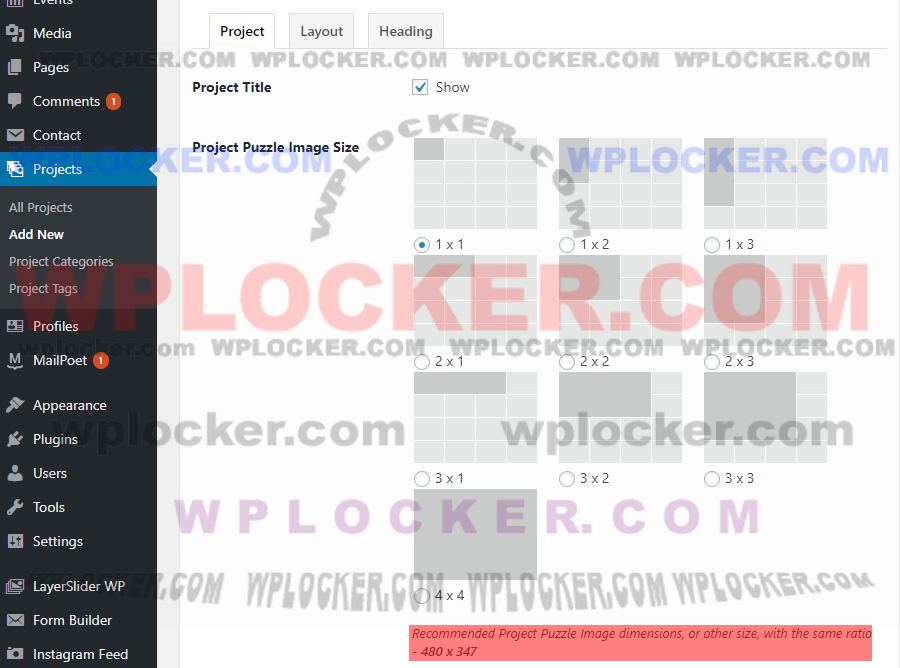 Events
Media
Pages
Comments 1
Contact
Projects
All Projects
Add New
Project Categories
Project Tags
Profiles
MailPoet 1
Appearance
Plugins
Users
Tools
Settings
LayerSlider WP
Form Builder
Instagram Feed
Project Layout Heading
WPLOCKER.COM WPLOCKER.COM WPLOCKER.COM WPLOCKER.COM
Project Title
Show
Project Puzzle Image Size
WPLOCKER.COM
WPLOCKER.COM WPLOCKER.COM
1 x 1 1 x 2 1 x 3
WPLOCKER.COM
wplocker.com WPLOCKER.COM WPLOCKER.COM WPLOCKER.COM
2 x 1 2 x 2 2 x 3
wplocker.com wplocker.com
3 x 1 3 x 2 3 x 3
WPLOCKER.COM
WPLOCKER.COM WPLOCKER.COM WPLOCKER.COM WPLOCKER.COM
4 x 4
Recommended Project Puzzle Image dimensions, or other size, with the same ratio
- 480 x 347